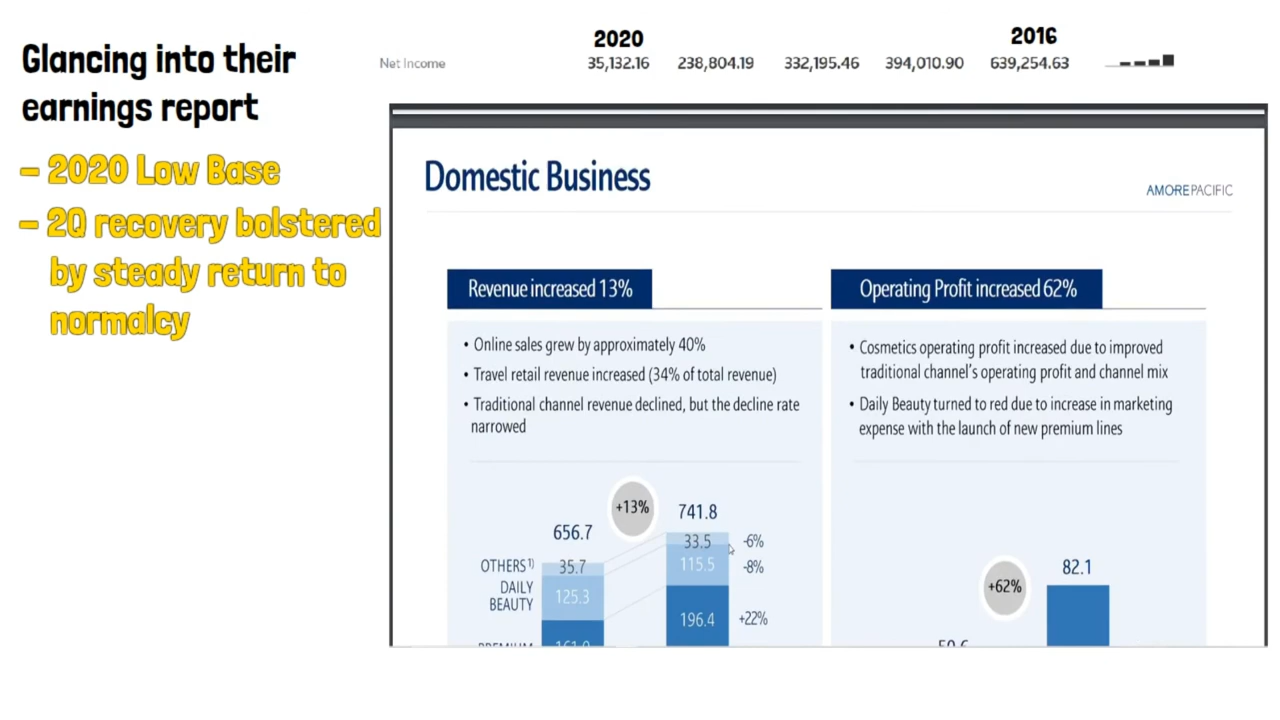 Glancing into their
earnings report
– 2020 Low Base
– 2Q recovery bolstered
by steady return to
normalcy
2020 2016
Net Income 35,132.16 238,804.19 332,195.46 394,010.90 639,254.63
Domestic Business
AMOREPACIFIC
Revenue increased 13%
• Online sales grew by approximately 40%
• Travel retail revenue increased (34% of total revenue)
• Traditional channel revenue declined, but the decline rate
narrowed
+13%
656.7
741.8
OTHERS 1) 35.7 33.5 -6%
DAILY
BEAUTY 125.3 115.5 -8%
196.4 +22%
Operating Profit increased 62%
• Cosmetics operating profit increased due to improved
traditional channel's operating profit and channel mix
• Daily Beauty turned to red due to increase in marketing
expense with the launch of new premium lines
+62%
82.1